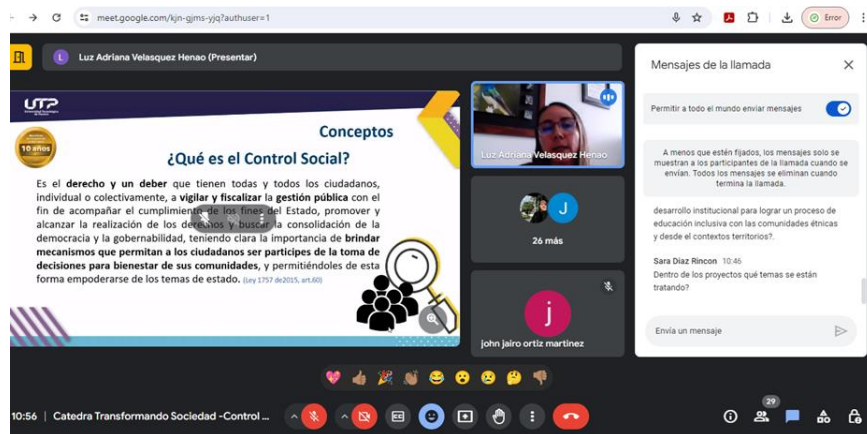 meet.google.com/kjn-gjms-yjq?authuser=1
Error
L
Luz Adriana Velasquez Henao (Presentar)
UTP
10 años
Conceptos
¿Qué es el Control Social?
Es el derecho y un deber que tienen todas y todos los ciudadanos,
individual o colectivamente, a vigilar y fiscalizar la gestión pública con el
fin de acompañar el cumplimiento de los fines del Estado, promover y
alcanzar la realización de los derechos y buscar la consolidación de la
democracia y la gobernabilidad, teniendo clara la importancia de brindar
mecanismos que permitan a los ciudadanos ser partícipes de la toma de
decisiones para bienestar de sus comunidades, y permitiéndoles de esta
forma empoderarse de los temas de estado. (Ley 1757 de2015, art.60)
Luz Adriana Velasquez Henao
J
26 más
j
john jairo ortiz martinez
Mensajes de la llamada
Permitir a todo el mundo enviar mensajes
A menos que estén fijados, los mensajes solo se
muestran a los participantes de la llamada cuando se
envían. Todos los mensajes se eliminan cuando
termina la llamada.
desarrollo institucional para lograr un proceso de
educación inclusiva con las comunidades étnicas
y desde el contextos territorios?.
Sara Diaz Rincon 10:46
Dentro de los proyectos qué temas se están
tratando?
Envía un mensaje
10:56 | Catedra Transformando Sociedad -Control ...
29